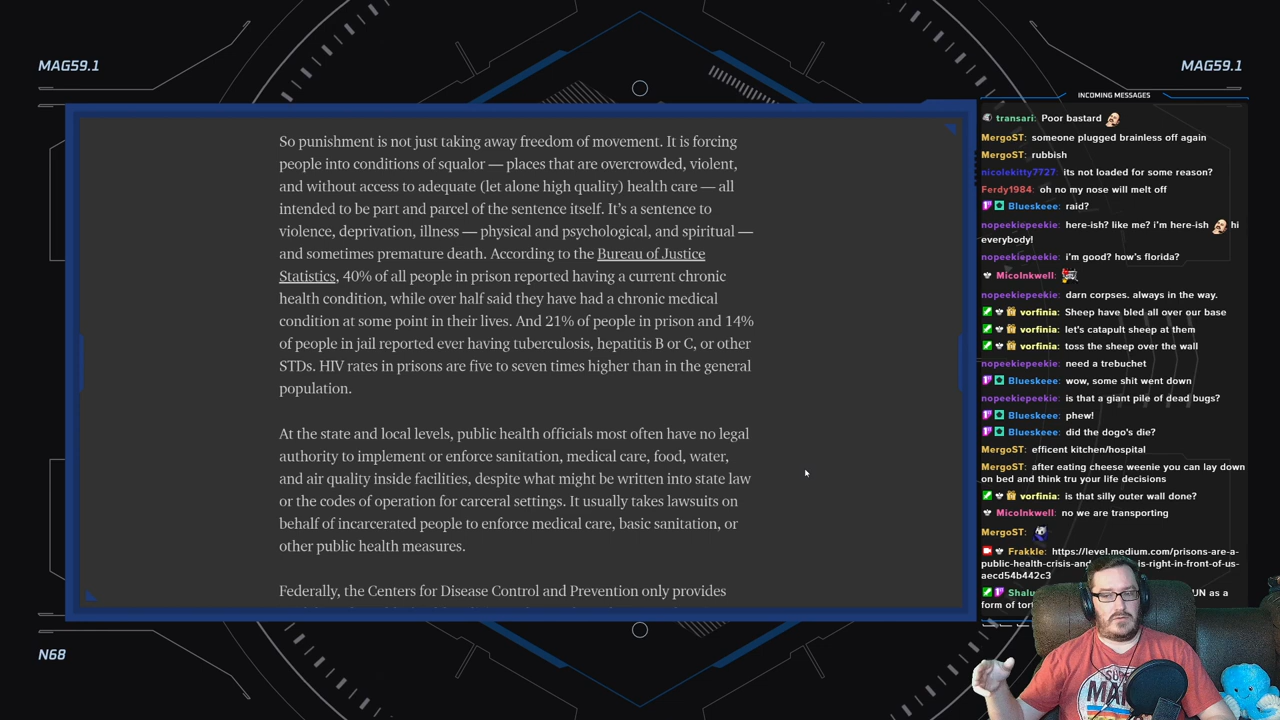 MAG59.1
MAG59.1
So punishment is not just taking away freedom of movement. It is forcing
people into conditions of squalor — places that are overcrowded, violent,
and without access to adequate (let alone high quality) health care — all
intended to be part and parcel of the sentence itself. It's a sentence to
violence, deprivation, illness — physical and psychological, and spiritual —
and sometimes premature death. According to the Bureau of Justice
Statistics, 40% of all people in prison reported having a current chronic
health condition, while over half said they have had a chronic medical
condition at some point in their lives. And 21% of people in prison and 14%
of people in jail reported ever having tuberculosis, hepatitis B or C, or other
STDs. HIV rates in prisons are five to seven times higher than in the general
population.
At the state and local levels, public health officials most often have no legal
authority to implement or enforce sanitation, medical care, food, water,
and air quality inside facilities, despite what might be written into state law
or the codes of operation for carceral settings. It usually takes lawsuits on
behalf of incarcerated people to enforce medical care, basic sanitation, or
other public health measures.
Federally, the Centers for Disease Control and Prevention only provides
INCOMING MESSAGES
transari: Poor bastard
MergoST: someone plugged brainless off again
MergoST: rubbish
nicolekitty7727: its not loaded for some reason?
Ferdy1984: oh no my nose will melt off
Blueskeee: raid?
nopeekiepeekie: here-ish? like me? i'm here-ish hi
everybody!
nopeekiepeekie: i'm good? how's florida?
MicoInkwell:
nopeekiepeekie: darn corpses. always in the way.
vorfinia: Sheep have bled all over our base
vorfinia: let's catapult sheep at them
vorfinia: toss the sheep over the wall
nopeekiepeekie: need a trebuchet
Blueskeee: wow, some shit went down
nopeekiepeekie: is that a giant pile of dead bugs?
Blueskeee: phew!
Blueskeee: did the dogo's die?
MergoST: efficent kitchen/hospital
MergoST: after eating cheese weenie you can lay down
on bed and think tru your life decisions
vorfinia: is that silly outer wall done?
MicoInkwell: no we are transporting
MergoST:
Frakkle: https://level.medium.com/prisons-are-a-
public-health-crisis-and- is-right-in-front-of-us-
aecd54b442c3
UN as a
form of
N68